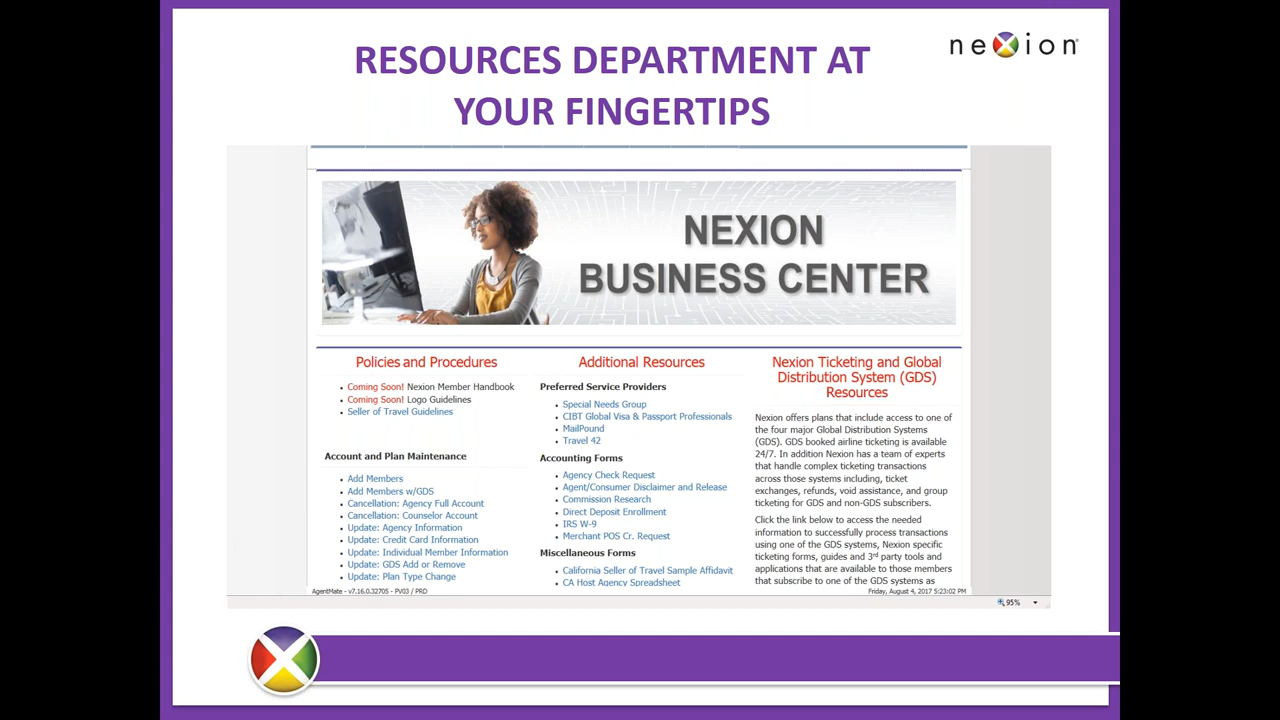 RESOURCES DEPARTMENT AT
YOUR FINGERTIPS
nexion®
NEXION
BUSINESS CENTER
Policies and Procedures
Coming Soon! Nexion Member Handbook
Coming Soon! Logo Guidelines
Seller of Travel Guidelines
Account and Plan Maintenance
Add Members
Add Members w/GDS
Cancellation: Agency Full Account
Cancellation: Counselor Account
Update: Agency Information
Update: Credit Card Information
Update: Individual Member Information
Update: GDS Add or Remove
Update: Plan Type Change
Additional Resources
Preferred Service Providers
Special Needs Group
CIBT Global Visa & Passport Professionals
MailPound
Travel 42
Accounting Forms
Agency Check Request
Agent/Consumer Disclaimer and Release
Commission Research
Direct Deposit Enrollment
IRS W-9
Merchant POS Cr. Request
Miscellaneous Forms
California Seller of Travel Sample Affidavit
CA Host Agency Spreadsheet
Nexion Ticketing and Global
Distribution System (GDS)
Resources
Nexion offers plans that include access to one of
the four major Global Distribution Systems
(GDS). GDS booked airline ticketing is available
24/7. In addition Nexion has a team of experts
that handle complex ticketing transactions
across those systems including, ticket
exchanges, refunds, void assistance, and group
ticketing for GDS and non-GDS subscribers.
Click the link below to access the needed
information to successfully process transactions
using one of the GDS systems, Nexion specific
ticketing forms, guides and 3rd party tools and
applications that are available to those members
that subscribe to one of the GDS systems as
AgentMate - v7.16.0.32705 - PV03 / PRD
Friday, August 4, 2017 5:23:02 PM
95%